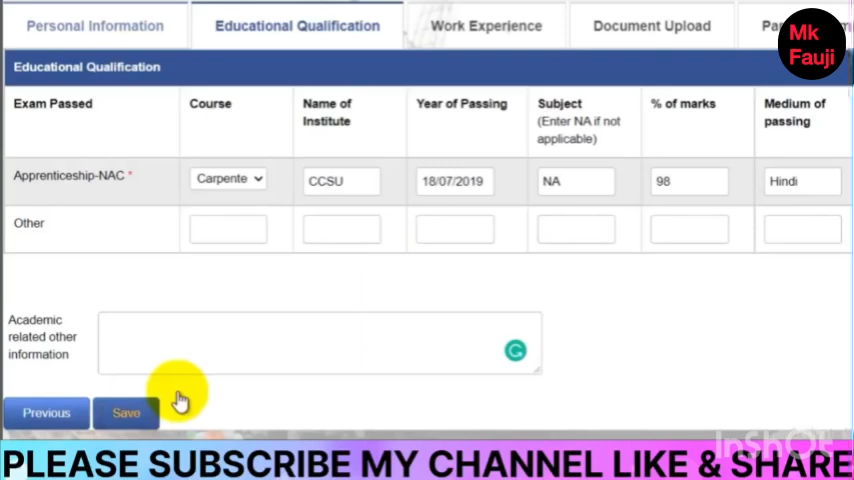 Personal Information Educational Qualification Work Experience Document Upload
Mk
Fauji
Educational Qualification
Exam Passed Course Name of Institute Year of Passing Subject (Enter NA if not applicable) % of marks Medium of passing
Apprenticeship-NAC * Carpente CCSU 18/07/2019 NA 98 Hindi
Other
Academic
related other
information
Previous Save
InShOt
PLEASE SUBSCRIBE MY CHANNEL LIKE & SHARE